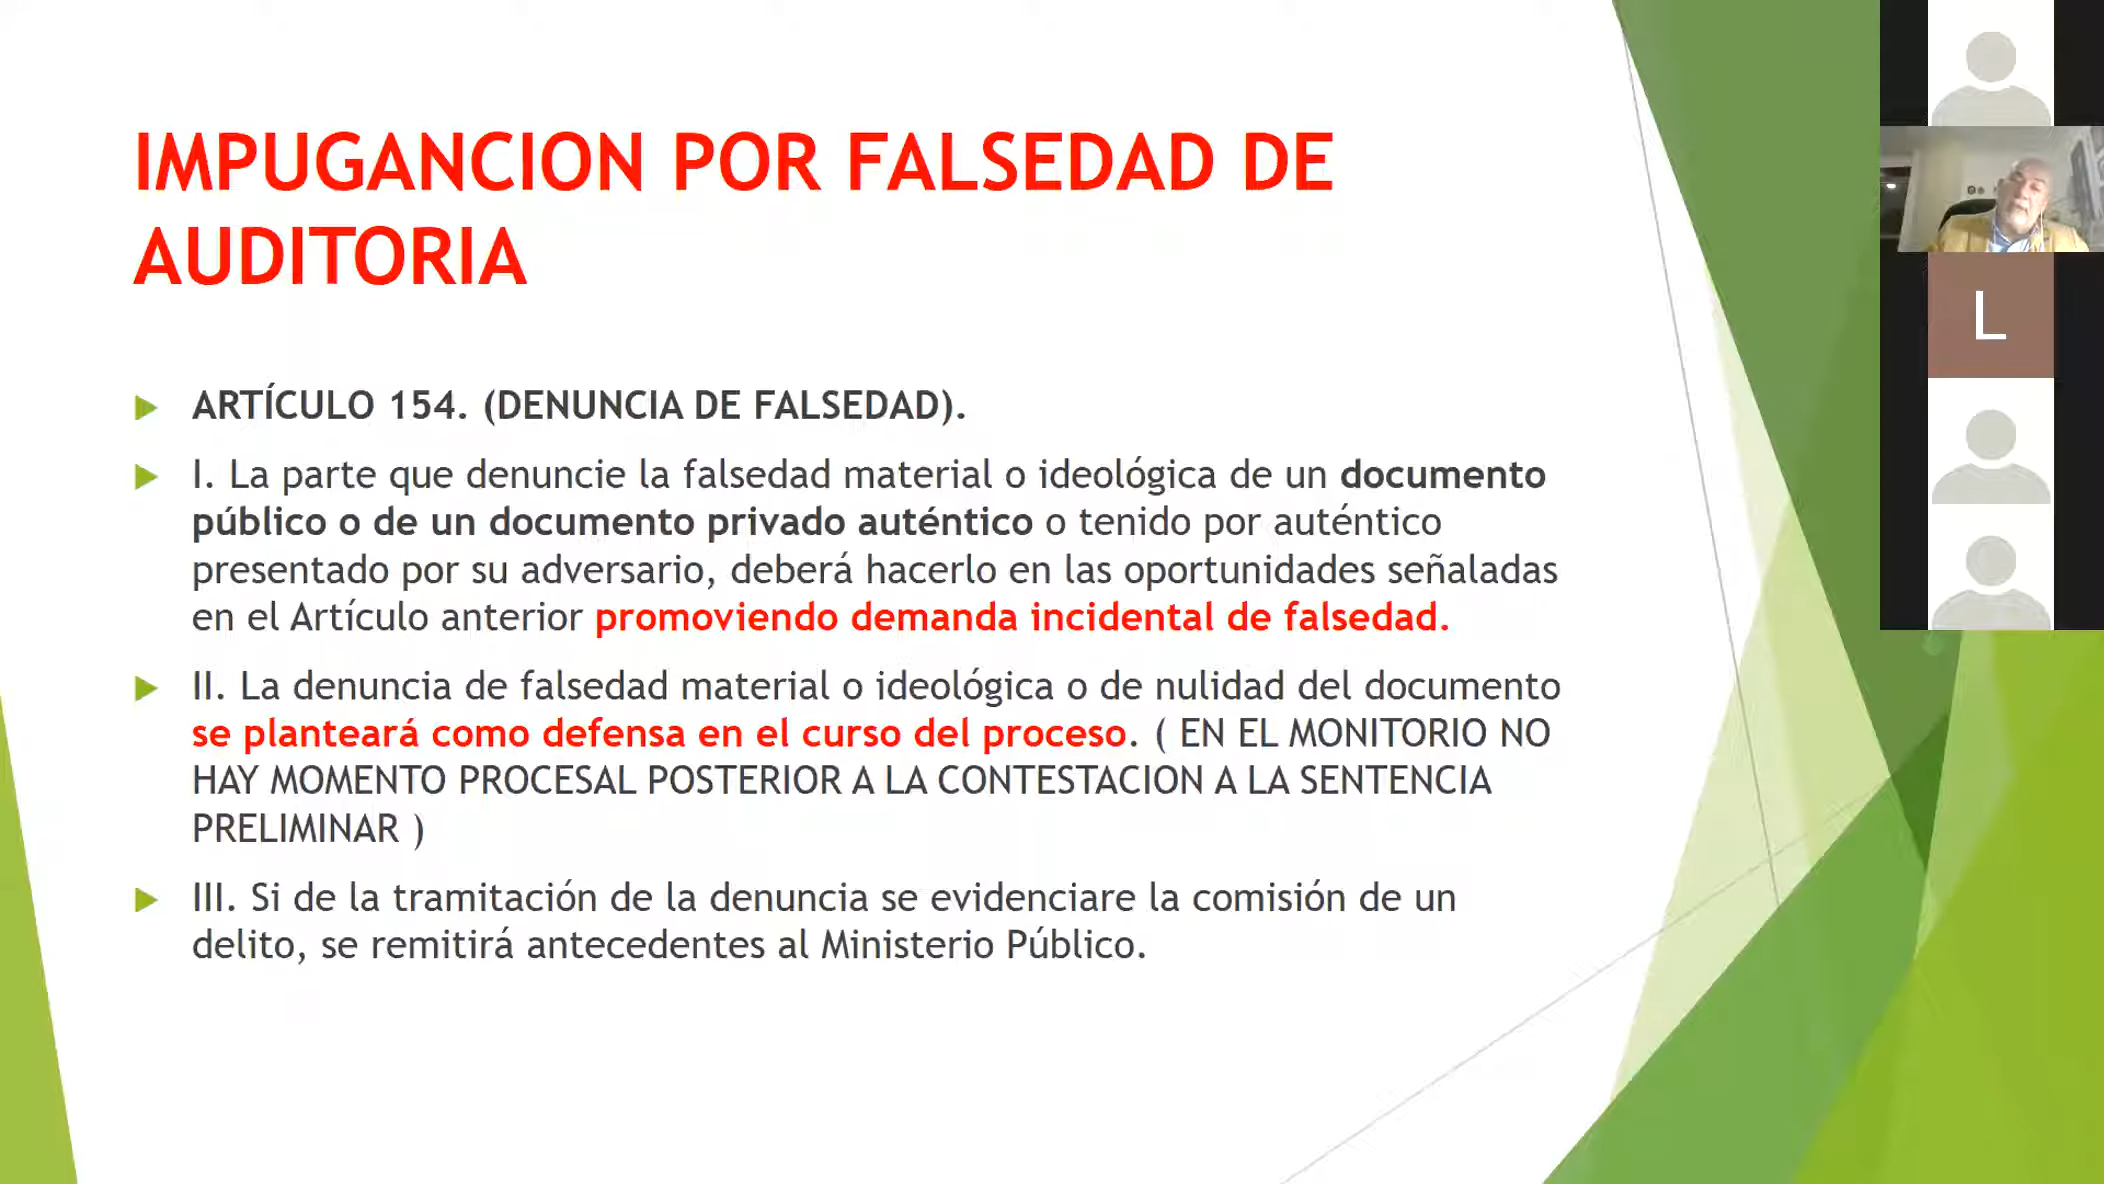 IMPUGANCION POR FALSEDAD DE
AUDITORIA
ARTÍCULO 154. (DENUNCIA DE FALSEDAD).
I. La parte que denuncie la falsedad material o ideológica de un documento
público o de un documento privado auténtico o tenido por auténtico
presentado por su adversario, deberá hacerlo en las oportunidades señaladas
en el Artículo anterior promoviendo demanda incidental de falsedad.
II. La denuncia de falsedad material o ideológica o de nulidad del documento
se planteará como defensa en el curso del proceso. ( EN EL MONITORIO NO
HAY MOMENTO PROCESAL POSTERIOR A LA CONTESTACION A LA SENTENCIA
PRELIMINAR )
III. Si de la tramitación de la denuncia se evidenciare la comisión de un
delito, se remitirá antecedentes al Ministerio Público.
L